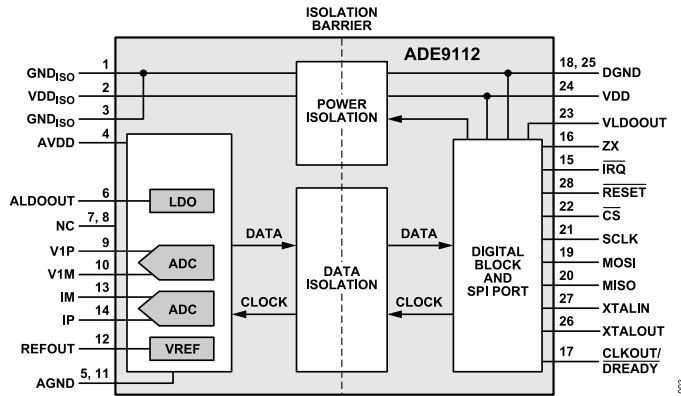 ISOLATION
BARRIER
ADE9112
1
GNDISO
2
VDDISO
3
GNDISO
4
AVDD
6
ALDOOUT
7, 8
NC
9
V1P
10
V1M
13
IM
14
IP
12
REFOUT
5, 11
AGND
LDO
ADC
ADC
VREF
POWER
ISOLATION
DATA
CLOCK
DATA
ISOLATION
DATA
CLOCK
DIGITAL
BLOCK
AND
SPI PORT
18, 25
DGND
24
VDD
23
VLDOOUT
16
ZX
15
IRQ
28
RESET
22
CS
21
SCLK
19
MOSI
20
MISO
27
XTALIN
26
XTALOUT
17
CLKOUT/
DREADY